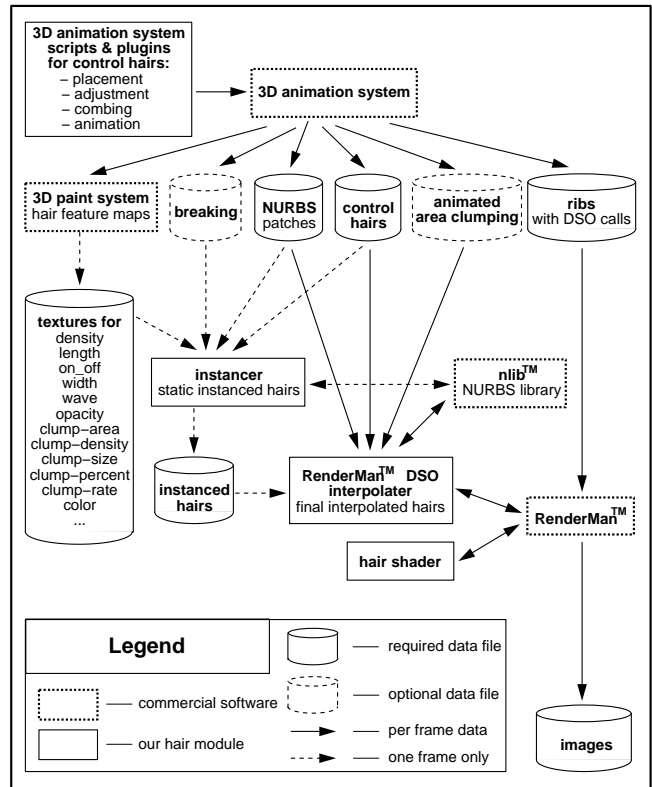 3D animation system
scripts & plugins
for control hairs:
– placement
– adjustment
– combing
– animation
3D animation system
3D paint system
hair feature maps
breaking
NURBS
patches
control
hairs
animated
area clumping
ribs
with DSO calls
textures for
density
length
on_off
width
wave
opacity
clump–area
clump–density
clump–size
clump–percent
clump–rate
color
...
instancer
static instanced hairs
nlib™
NURBS library
instanced
hairs
RenderMan™ DSO
interpolater
final interpolated hairs
RenderMan™
hair shader
Legend
required data file
commercial software
optional data file
our hair module
per frame data
one frame only
images